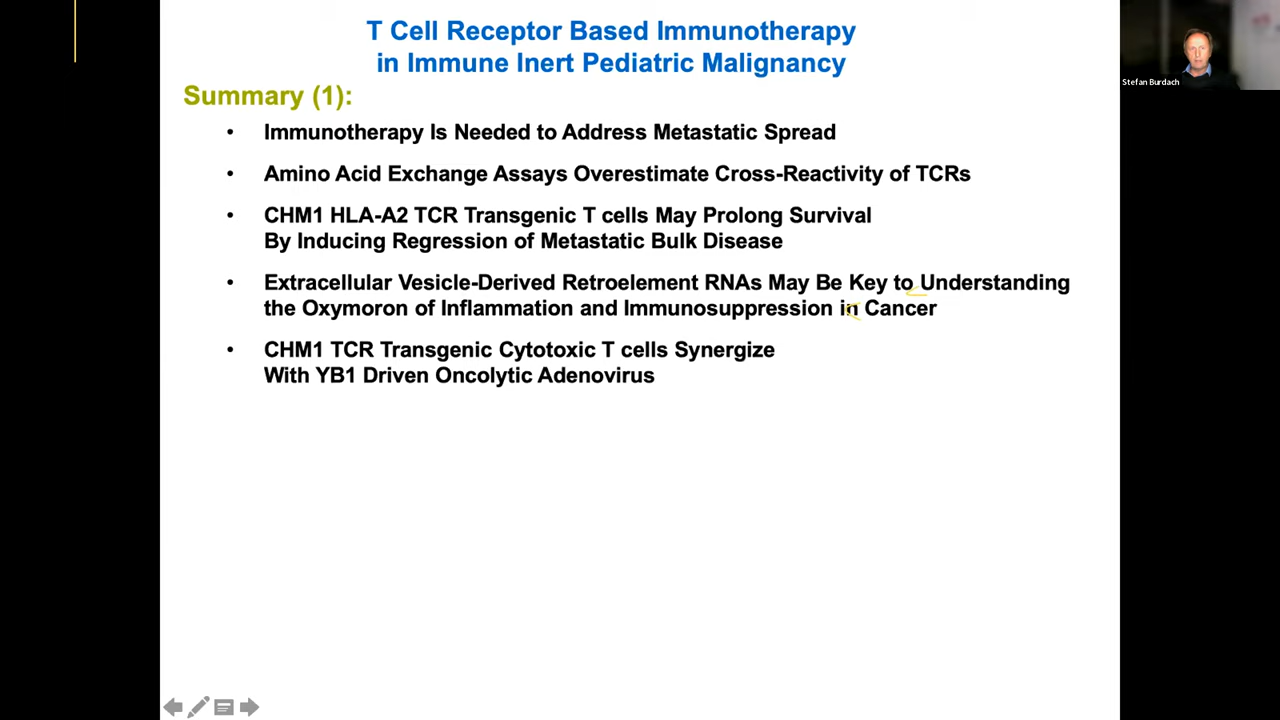 T Cell Receptor Based Immunotherapy
in Immune Inert Pediatric Malignancy
Summary (1):
• Immunotherapy Is Needed to Address Metastatic Spread
• Amino Acid Exchange Assays Overestimate Cross-Reactivity of TCRs
• CHM1 HLA-A2 TCR Transgenic T cells May Prolong Survival
By Inducing Regression of Metastatic Bulk Disease
• Extracellular Vesicle-Derived Retroelement RNAs May Be Key to Understanding
the Oxymoron of Inflammation and Immunosuppression in Cancer
• CHM1 TCR Transgenic Cytotoxic T cells Synergize
With YB1 Driven Oncolytic Adenovirus
Stefan Burdach